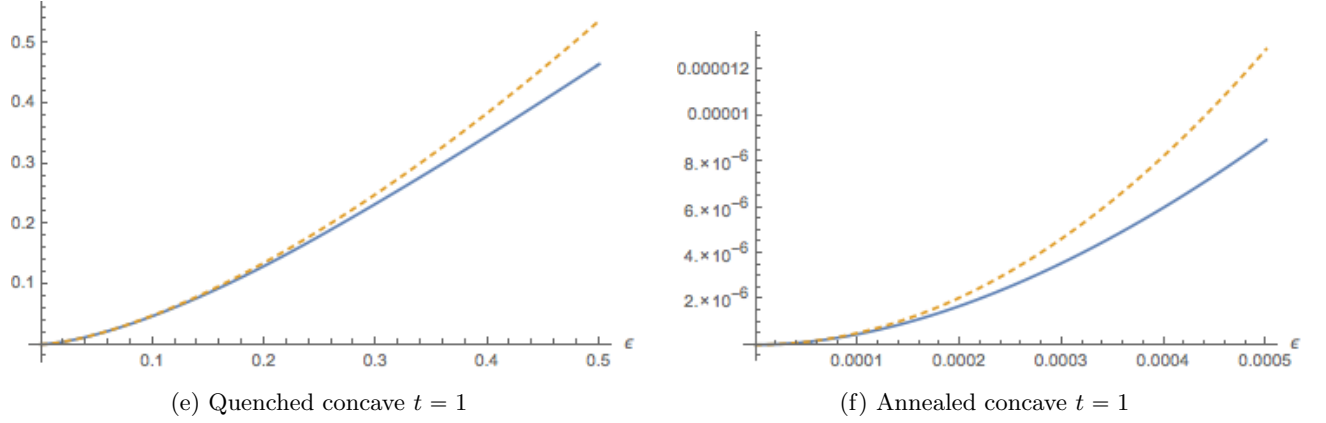 0.5
0.4
0.3
0.2
0.1
0.1 0.2 0.3 0.4 0.5 ϵ
(e) Quenched concave t = 1
0.000012
0.00001
8.×10⁻⁶
6.×10⁻⁶
4.×10⁻⁶
2.×10⁻⁶
0.0001 0.0002 0.0003 0.0004 0.0005 ϵ
(f) Annealed concave t = 1